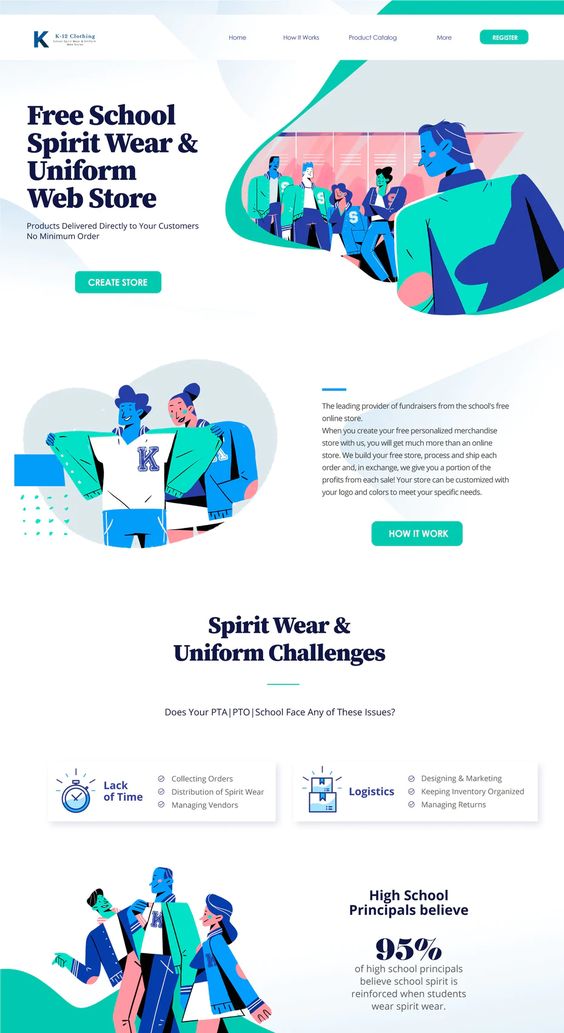 K K-12 Clothing
School Spirit Wear & Uniform
Web Stores
Home How It Works Product Catalog More REGISTER
Free School
Spirit Wear &
Uniform
Web Store
Products Delivered Directly to Your Customers
No Minimum Order
CREATE STORE
S
S
S
K
The leading provider of fundraisers from the school's free
online store.
When you create your free personalized merchandise
store with us, you will get much more than an online
store. We build your free store, process and ship each
order and, in exchange, we give you a portion of the
profits from each sale! Your store can be customized with
your logo and colors to meet your specific needs.
HOW IT WORK
Spirit Wear &
Uniform Challenges
Does Your PTA|PTO|School Face Any of These Issues?
Lack
of Time
Collecting Orders
Distribution of Spirit Wear
Managing Vendors
Logistics
Designing & Marketing
Keeping Inventory Organized
Managing Returns
K
K
High School
Principals believe
95%
of high school principals
believe school spirit is
reinforced when students
wear spirit wear.